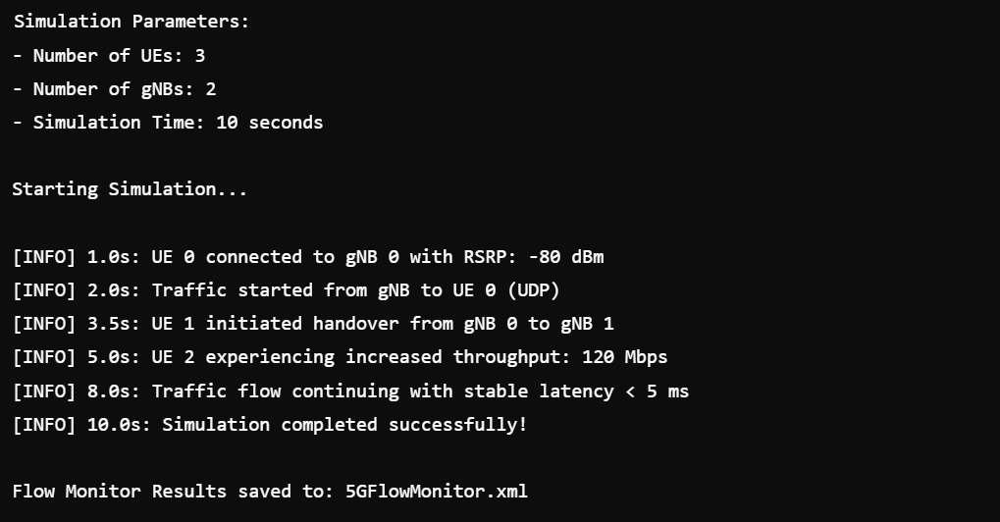 Simulation Parameters:
- Number of UEs: 3
- Number of gNBs: 2
- Simulation Time: 10 seconds
Starting Simulation...
[INFO] 1.0s: UE 0 connected to gNB 0 with RSRP: -80 dBm
[INFO] 2.0s: Traffic started from gNB to UE 0 (UDP)
[INFO] 3.5s: UE 1 initiated handover from gNB 0 to gNB 1
[INFO] 5.0s: UE 2 experiencing increased throughput: 120 Mbps
[INFO] 8.0s: Traffic flow continuing with stable latency < 5 ms
[INFO] 10.0s: Simulation completed successfully!
Flow Monitor Results saved to: 5GFlowMonitor.xml